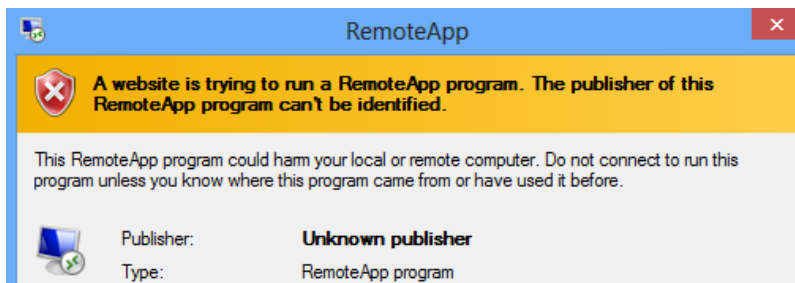 RemoteApp
A website is trying to run a RemoteApp program. The publisher of this
RemoteApp program can't be identified.
This RemoteApp program could harm your local or remote computer. Do not connect to run this
program unless you know where this program came from or have used it before.
Publisher: Unknown publisher
Type: RemoteApp program